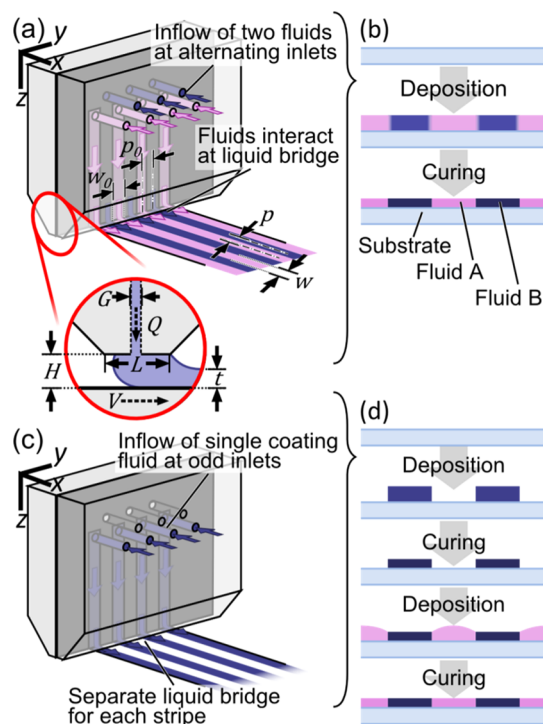 (a)
y
x
z
Inflow of two fluids
at alternating inlets
Fluids interact
at liquid bridge
p0
w0
p
w
G
Q
H
L
t
V
(b)
Deposition
Curing
Substrate
Fluid A
Fluid B
(c)
y
x
z
Inflow of single coating
fluid at odd inlets
Separate liquid bridge
for each stripe
(d)
Deposition
Curing
Deposition
Curing